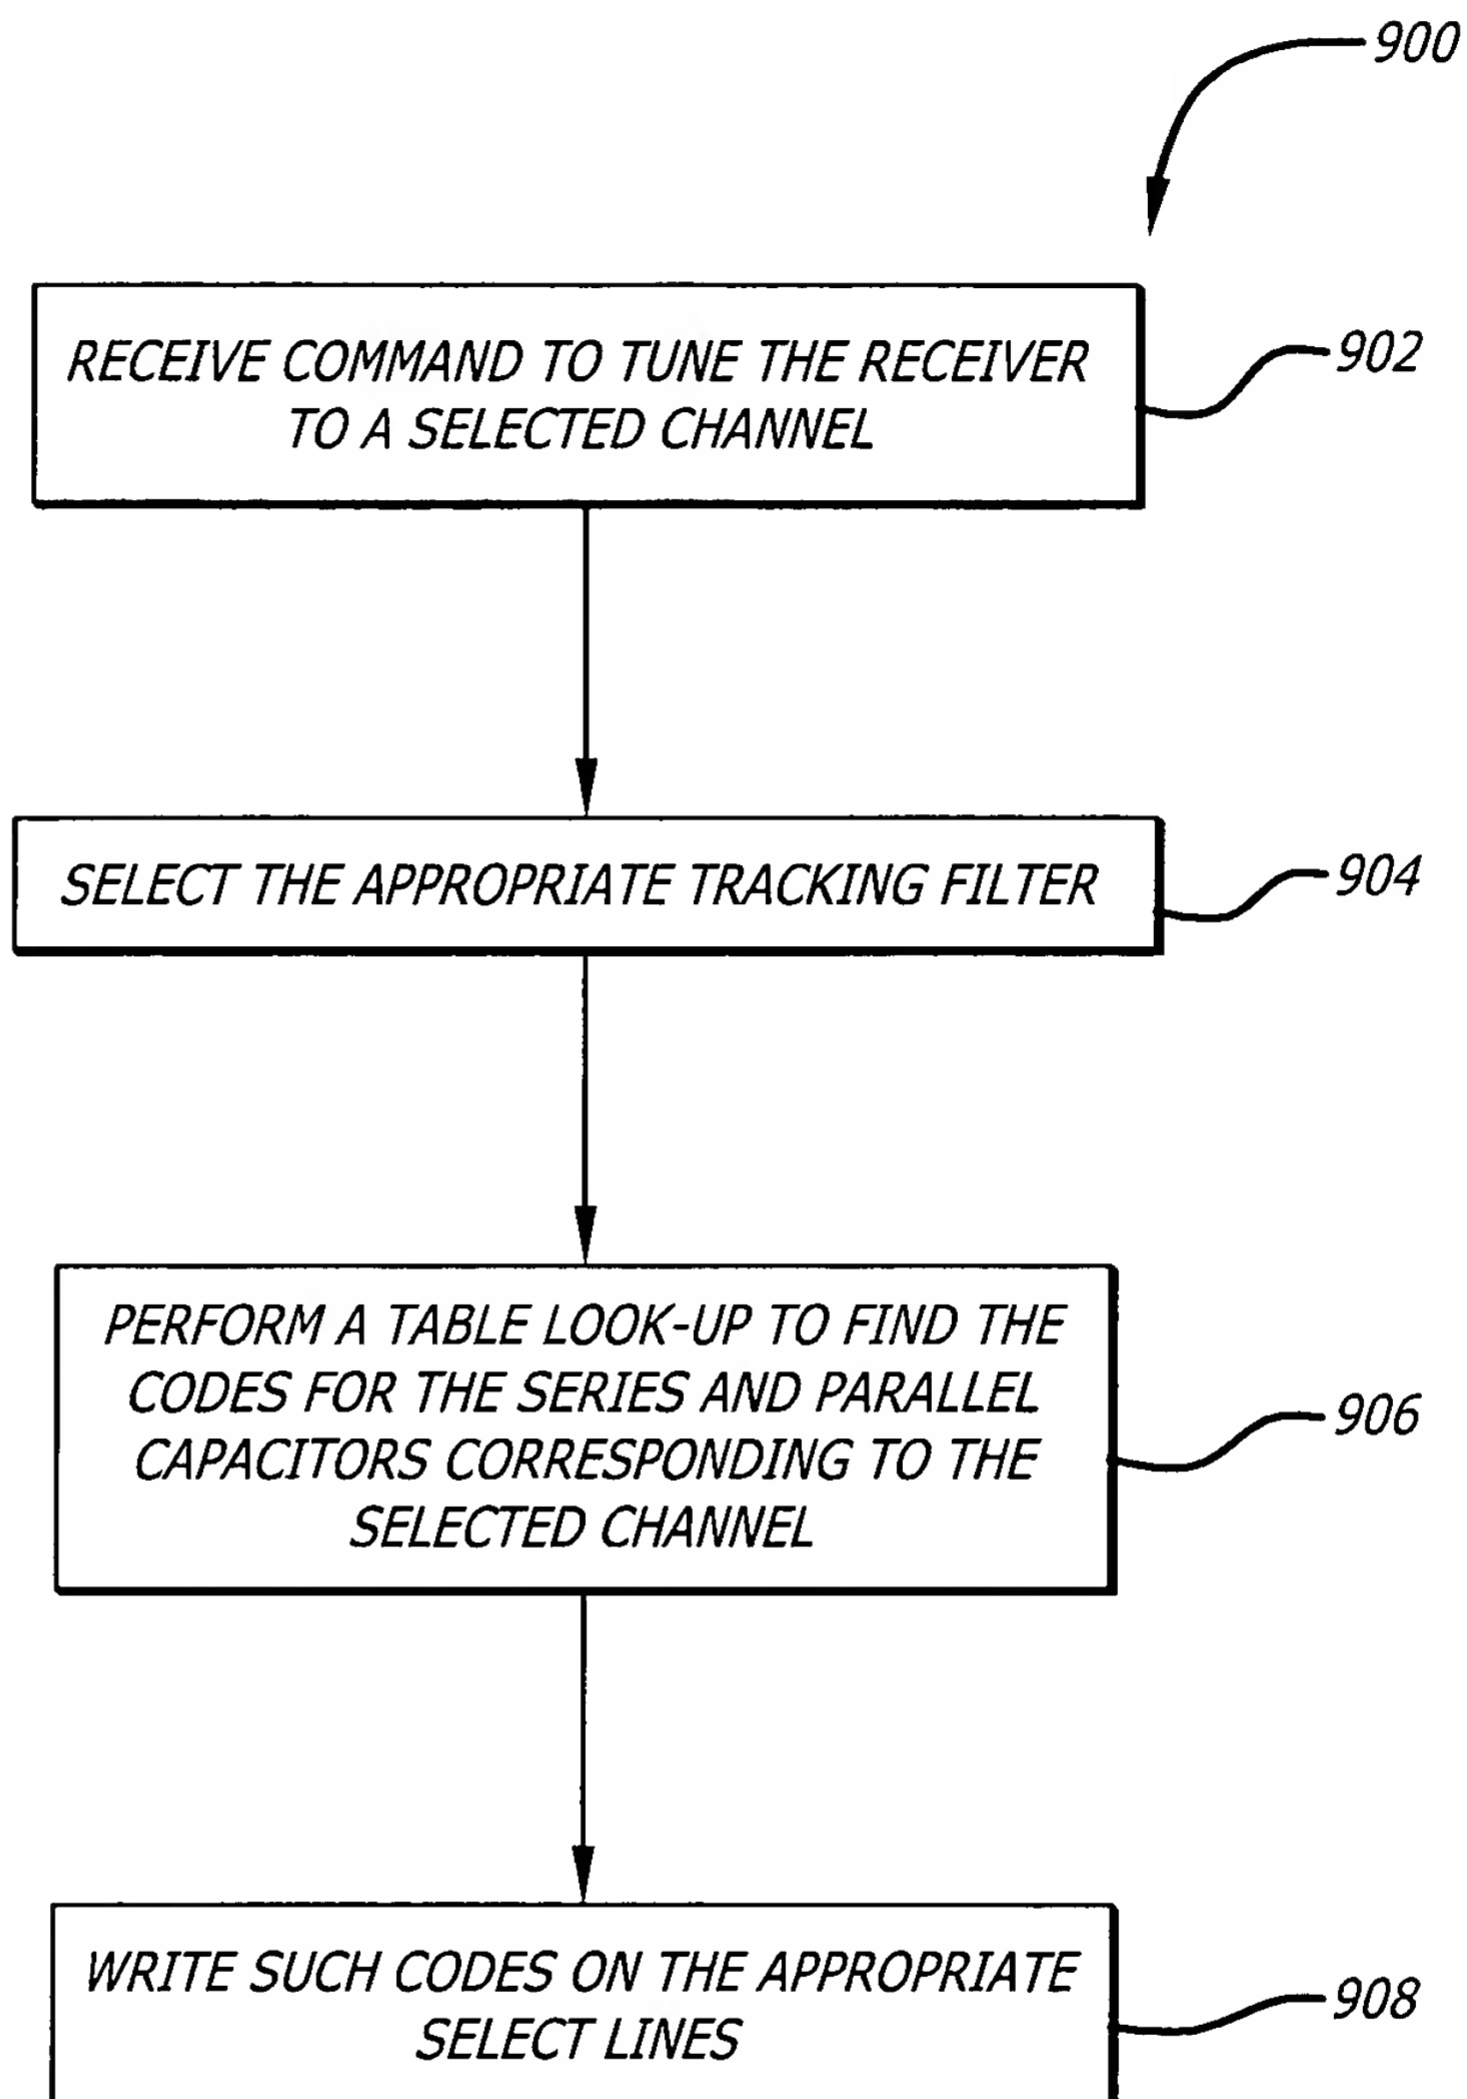 900
RECEIVE COMMAND TO TUNE THE RECEIVER
TO A SELECTED CHANNEL
902
SELECT THE APPROPRIATE TRACKING FILTER
904
PERFORM A TABLE LOOK-UP TO FIND THE
CODES FOR THE SERIES AND PARALLEL
CAPACITORS CORRESPONDING TO THE
SELECTED CHANNEL
906
WRITE SUCH CODES ON THE APPROPRIATE
SELECT LINES
908